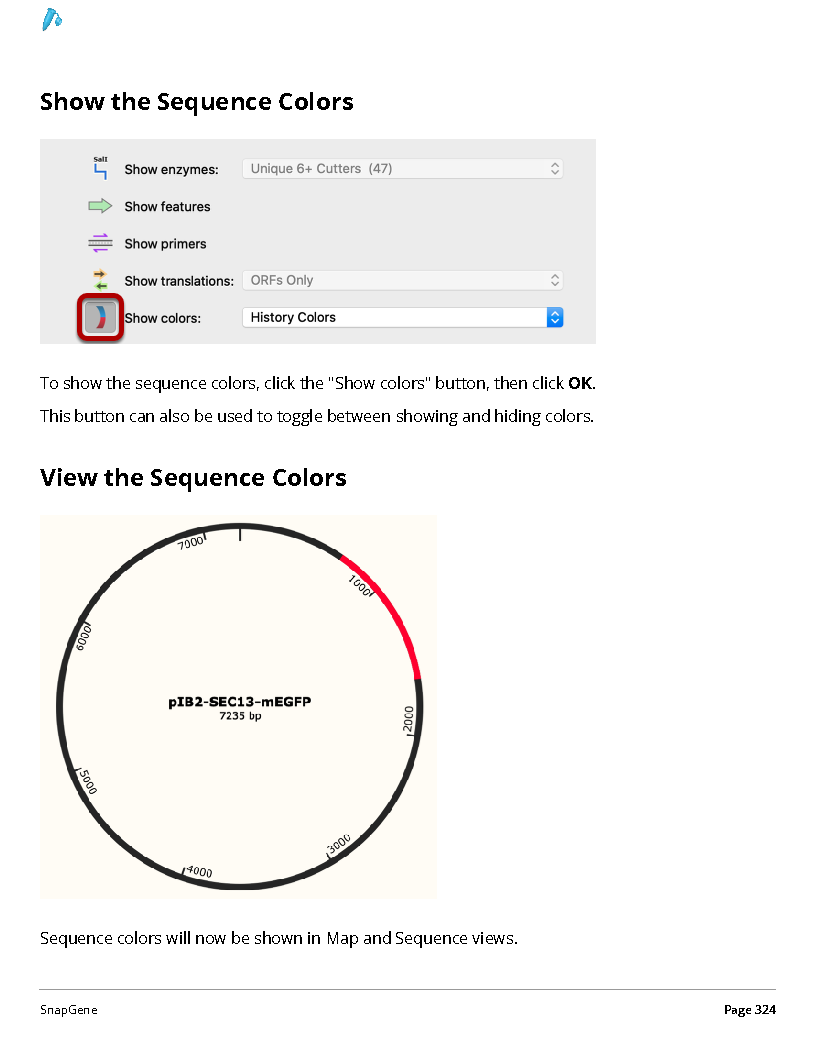 Show the Sequence Colors
SalI
Show enzymes: Unique 6+ Cutters (47)
Show features
Show primers
Show translations: ORFs Only
Show colors: History Colors
To show the sequence colors, click the "Show colors" button, then click OK.
This button can also be used to toggle between showing and hiding colors.
View the Sequence Colors
7000
1000
6000
pIB2-SEC13-mEGFP
7235 bp
2000
5000
3000
4000
Sequence colors will now be shown in Map and Sequence views.
SnapGene Page 324